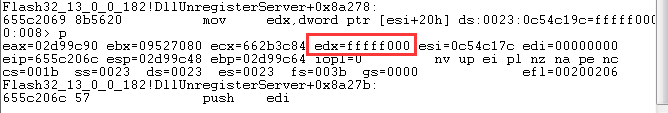 Flash32_13_0_0_182!DllUnregisterServer+0x8a278:
655c2069 8b5620 mov edx,dword ptr [esi+20h] ds:0023:0c54c19c=fffff000
0:008> p
eax=02d99c90 ebx=09527080 ecx=662b3c84 edx=fffff000 esi=0c54c17c edi=00000000
eip=655c206c esp=02d99c48 ebp=02d99c64 iopl=0 nv up ei pl nz na pe nc
cs=001b ss=0023 ds=0023 es=0023 fs=003b gs=0000 efl=00200206
Flash32_13_0_0_182!DllUnregisterServer+0x8a27b:
655c206c 57 push edi